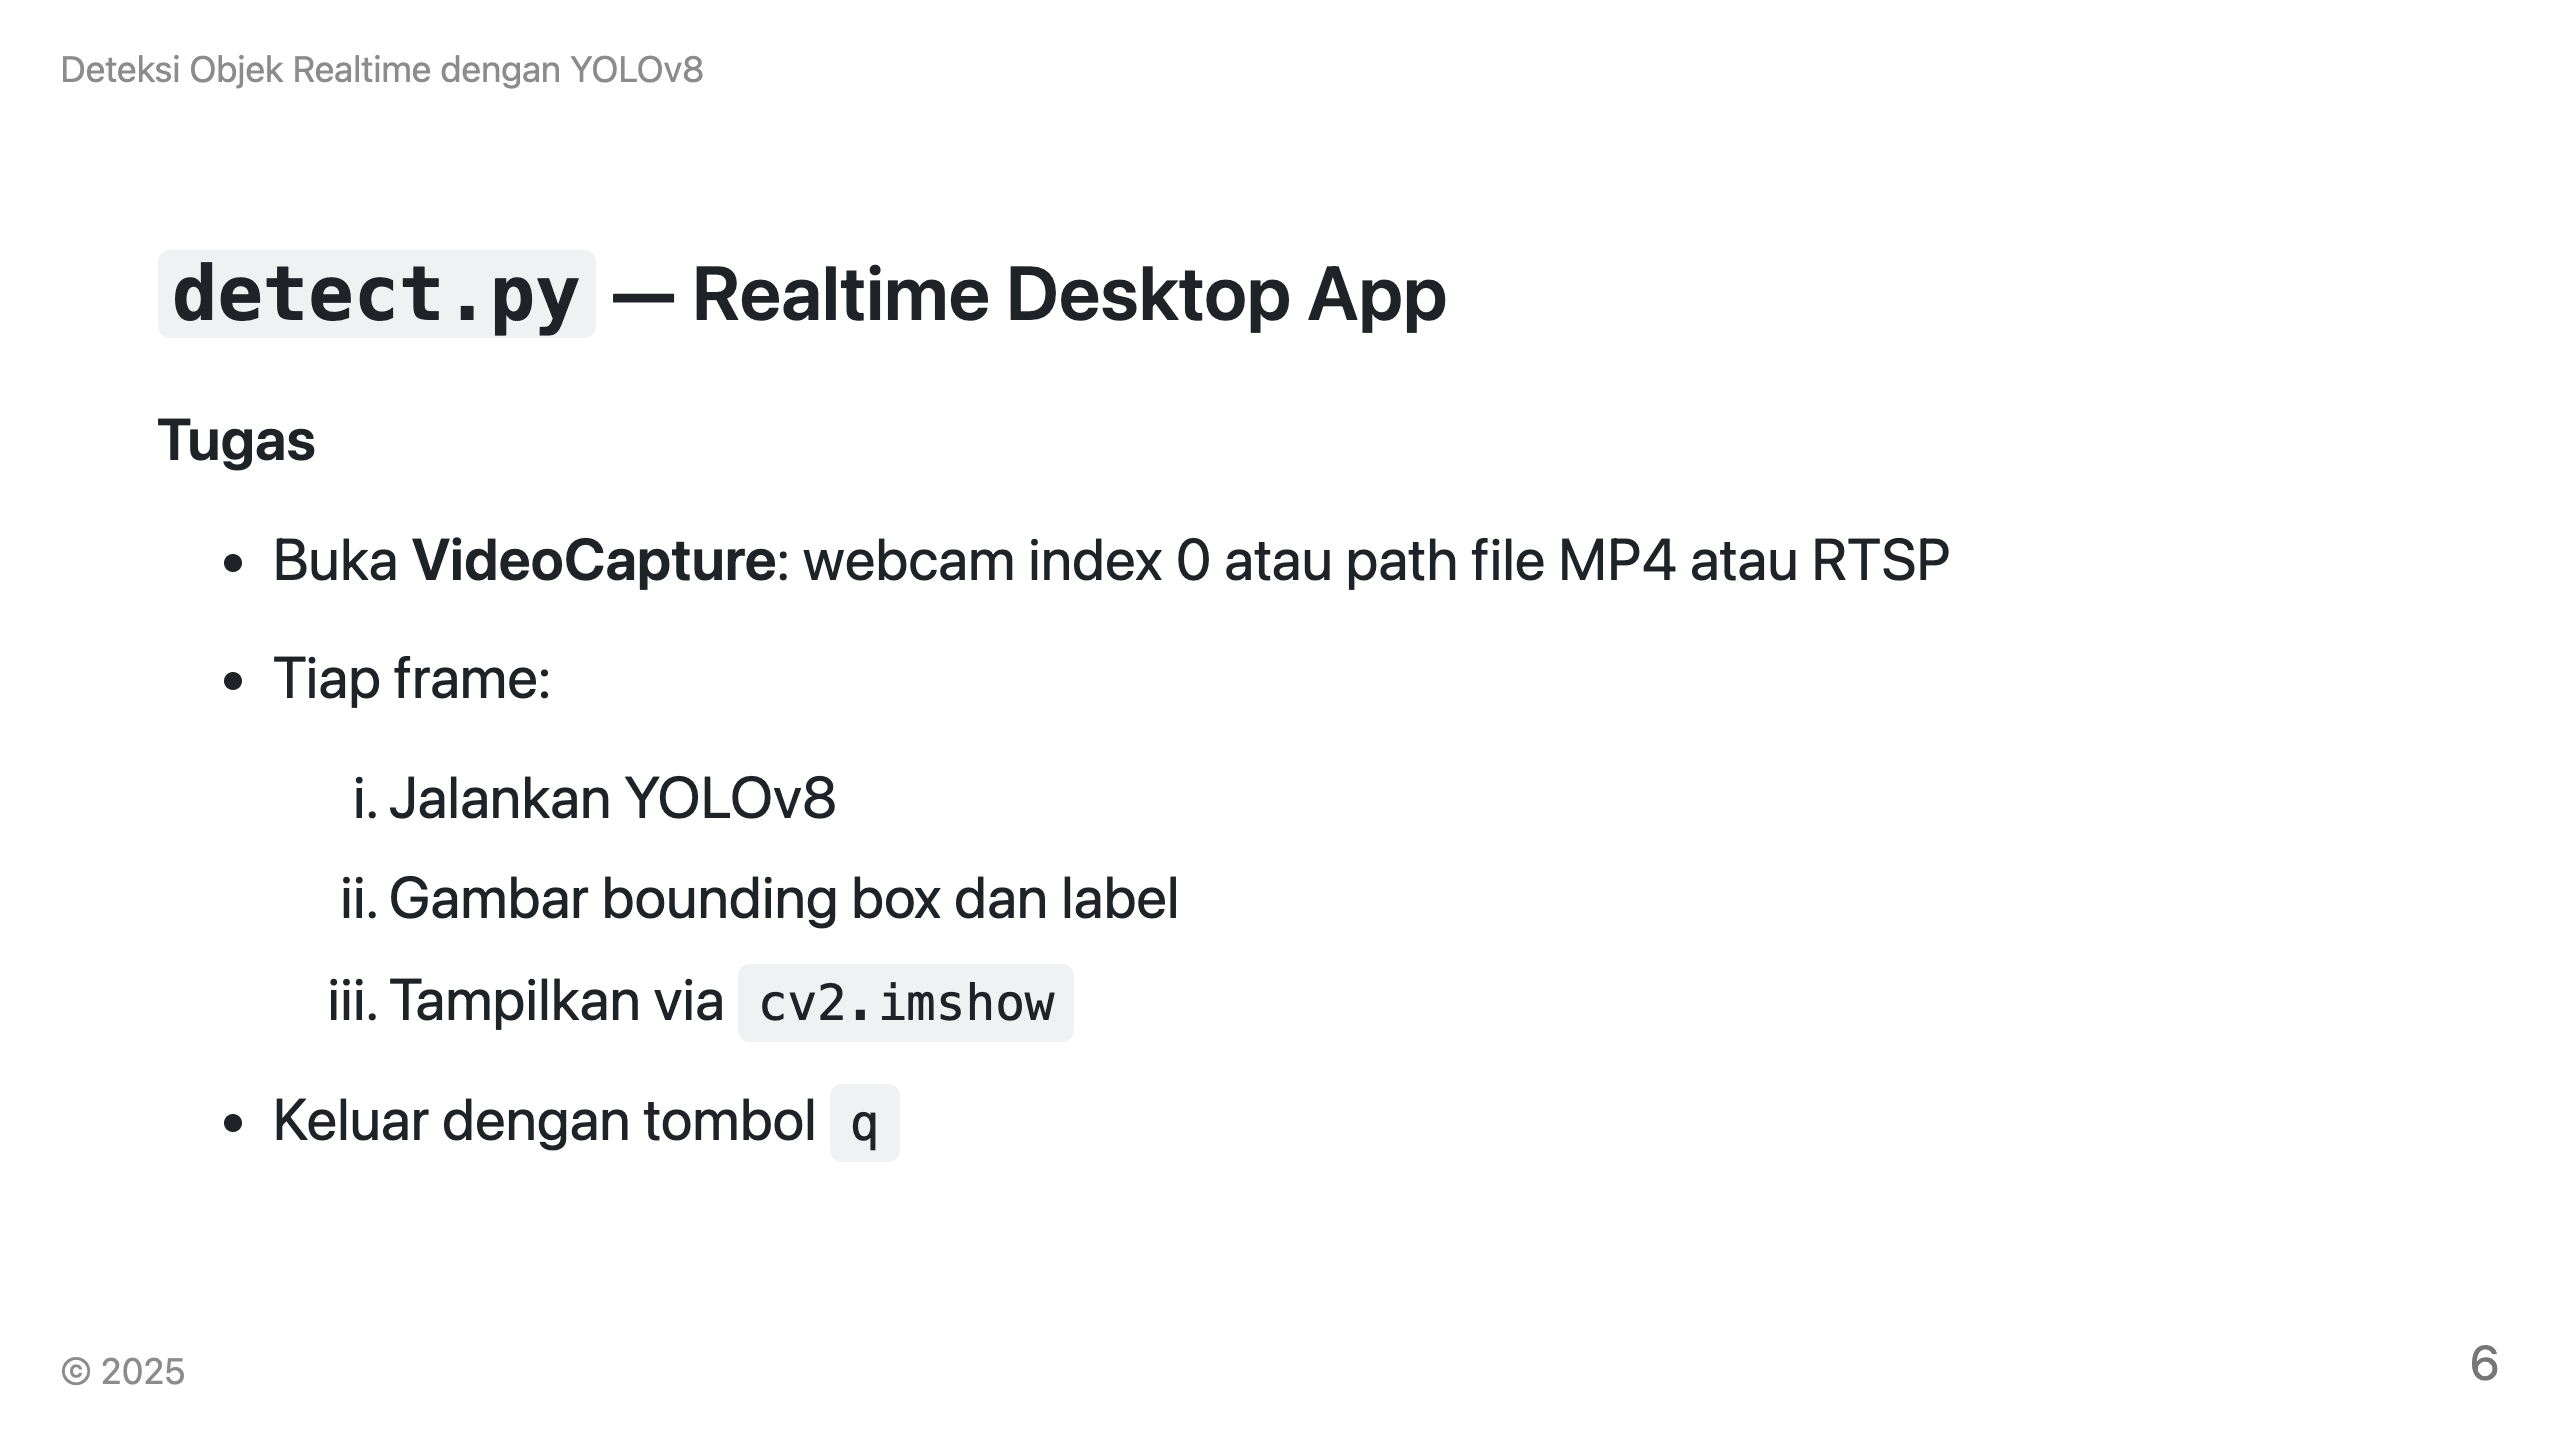 Deteksi Objek Realtime dengan YOLOv8
detect.py — Realtime Desktop App
Tugas
• Buka VideoCapture: webcam index 0 atau path file MP4 atau RTSP
• Tiap frame:
i. Jalankan YOLOv8
ii. Gambar bounding box dan label
iii. Tampilkan via cv2.imshow
• Keluar dengan tombol q
© 2025
6